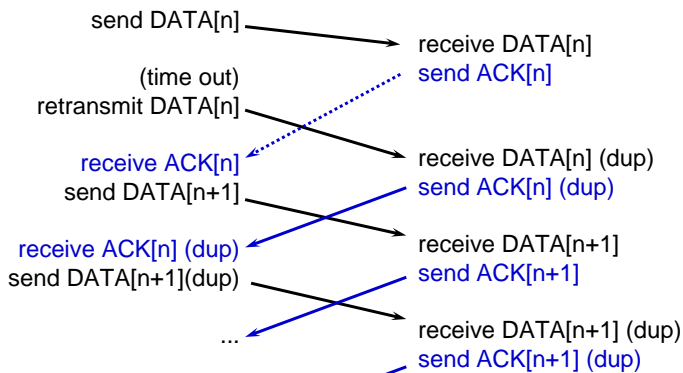 send DATA[n]
receive DATA[n]
send ACK[n]
(time out)
retransmit DATA[n]
receive ACK[n]
send DATA[n+1]
receive DATA[n] (dup)
send ACK[n] (dup)
receive ACK[n] (dup)
send DATA[n+1](dup)
receive DATA[n+1]
send ACK[n+1]
...
receive DATA[n+1] (dup)
send ACK[n+1] (dup)